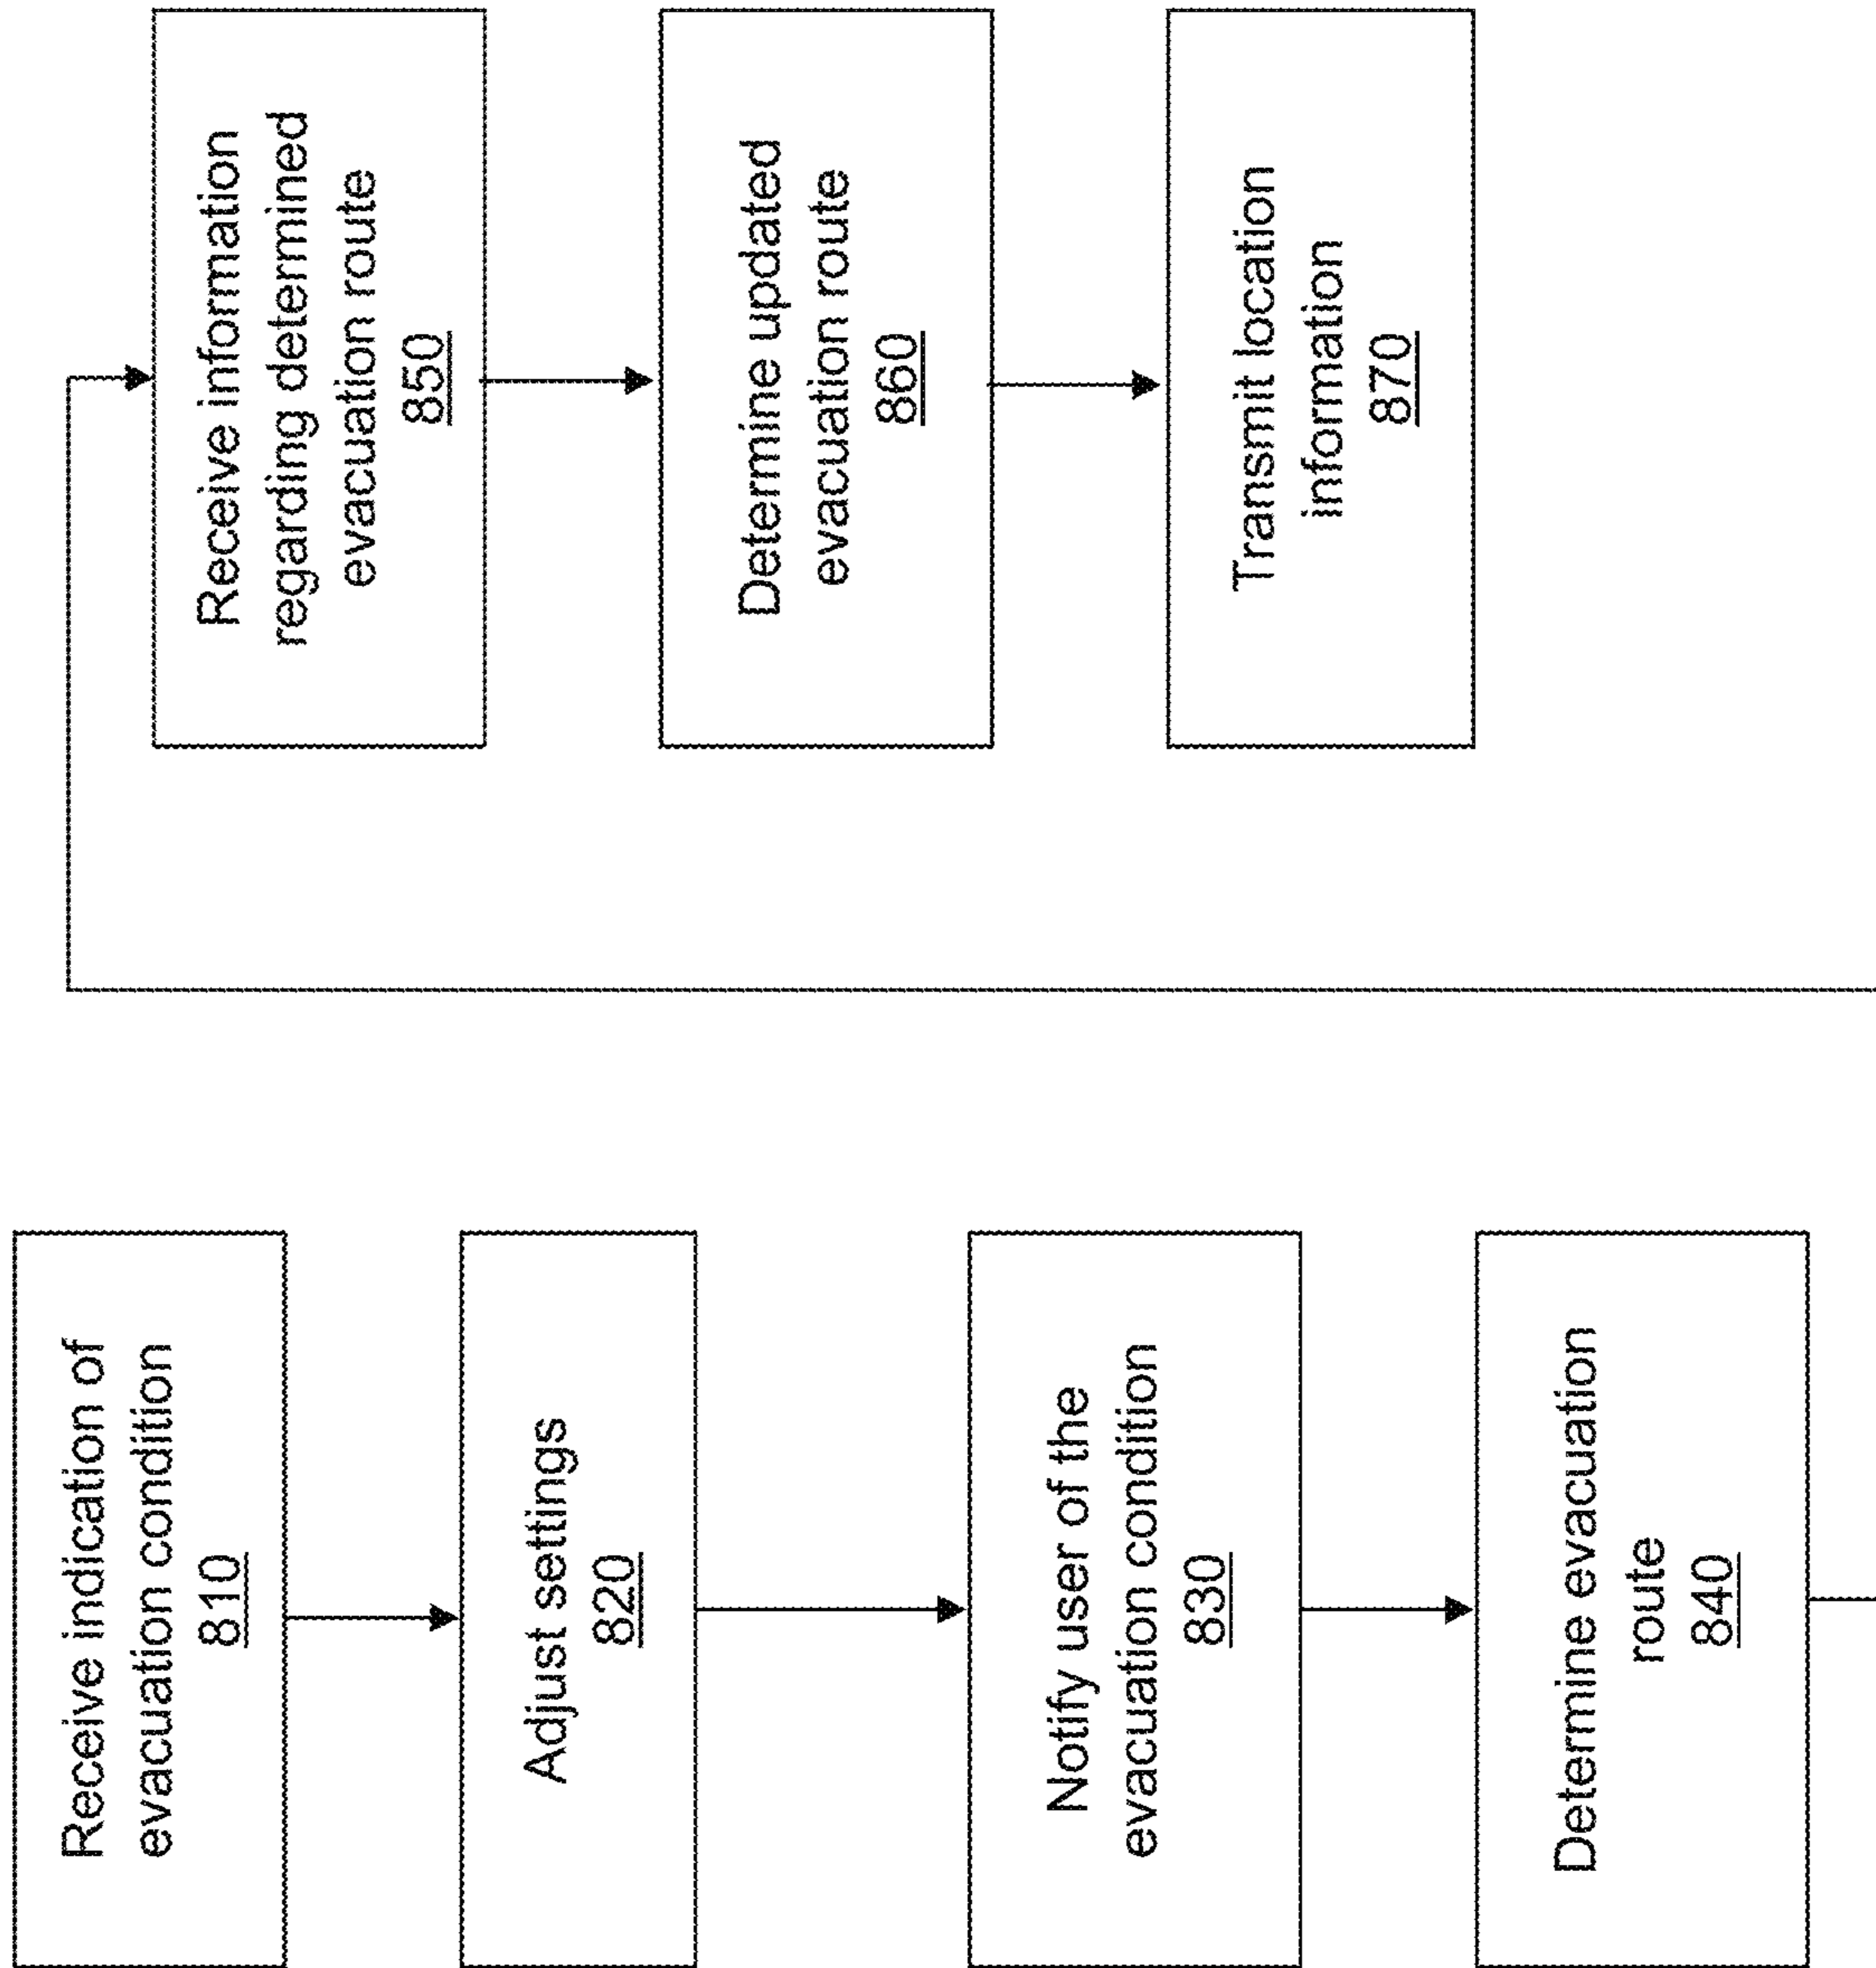 Receive indication of
evacuation condition
810
Adjust settings
820
Notify user of the
evacuation condition
830
Determine evacuation
route
840
Receive information
regarding determined
evacuation route
850
Determine updated
evacuation route
860
Transmit location
information
870